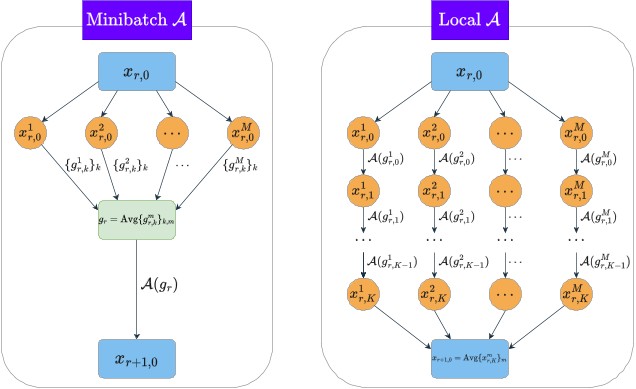 Minibatch 𝒜
x_{r,0}
x^1_{r,0} x^2_{r,0} ... x^M_{r,0}
{g^1_{r,k}}_k {g^2_{r,k}}_k ... {g^M_{r,k}}_k
g_r = Avg{g^m_{r,k}}_{k,m}
𝒜(g_r)
x_{r+1,0}
Local 𝒜
x_{r,0}
x^1_{r,0} x^2_{r,0} ... x^M_{r,0}
𝒜(g^1_{r,0}) 𝒜(g^2_{r,0}) ... 𝒜(g^M_{r,0})
x^1_{r,1} x^2_{r,1} ... x^M_{r,1}
𝒜(g^1_{r,1}) 𝒜(g^2_{r,1}) ... 𝒜(g^M_{r,1})
... ... ... ...
𝒜(g^1_{r,K-1}) 𝒜(g^2_{r,K-1}) ... 𝒜(g^M_{r,K-1})
x^1_{r,K} x^2_{r,K} ... x^M_{r,K}
x_{r+1,0} = Avg{x^m_{r,K}}_m